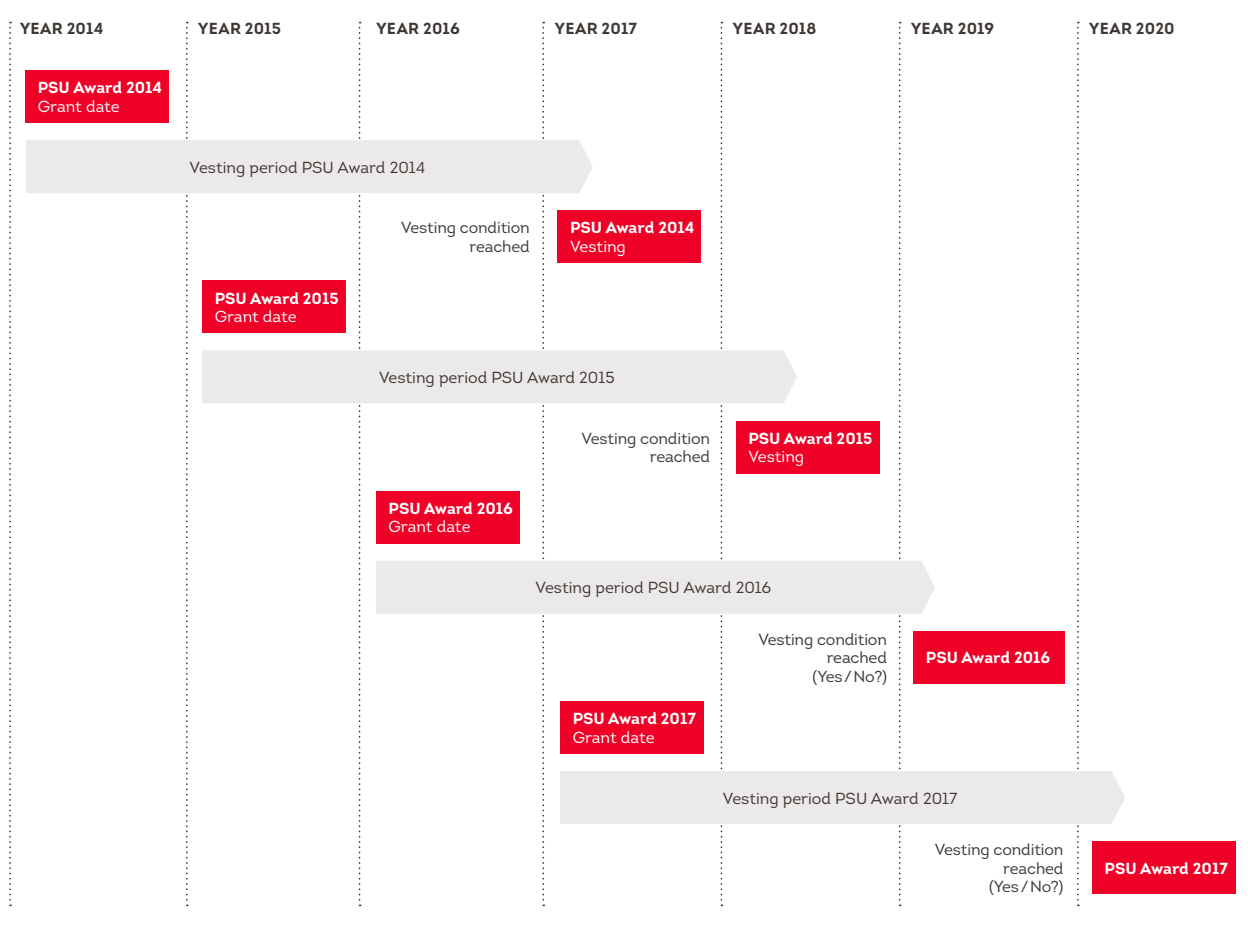 YEAR 2014
YEAR 2015
YEAR 2016
YEAR 2017
YEAR 2018
YEAR 2019
YEAR 2020
PSU Award 2014
Grant date
Vesting period PSU Award 2014
Vesting condition
reached
PSU Award 2014
Vesting
PSU Award 2015
Grant date
Vesting period PSU Award 2015
Vesting condition
reached
PSU Award 2015
Vesting
PSU Award 2016
Grant date
Vesting period PSU Award 2016
Vesting condition
reached
(Yes / No?)
PSU Award 2016
PSU Award 2017
Grant date
Vesting period PSU Award 2017
Vesting condition
reached
(Yes / No?)
PSU Award 2017